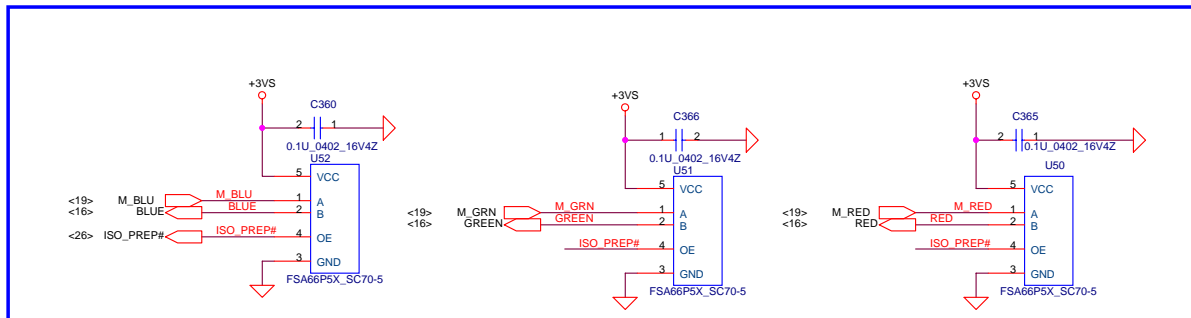 +3VS
C360
2 1
0.1U_0402_16V4Z
U52
5 VCC
<19> M_BLU M_BLU 1 A
<16> BLUE BLUE 2 B
<26> ISO_PREP# ISO_PREP# 4 OE
3 GND
FSA66P5X_SC70-5
+3VS
C366
1 2
0.1U_0402_16V4Z
U51
5 VCC
<19> M_GRN M_GRN 1 A
<16> GREEN GREEN 2 B
ISO_PREP# 4 OE
3 GND
FSA66P5X_SC70-5
+3VS
C365
2 1
0.1U_0402_16V4Z
U50
5 VCC
<19> M_RED M_RED 1 A
<16> RED RED 2 B
ISO_PREP# 4 OE
3 GND
FSA66P5X_SC70-5